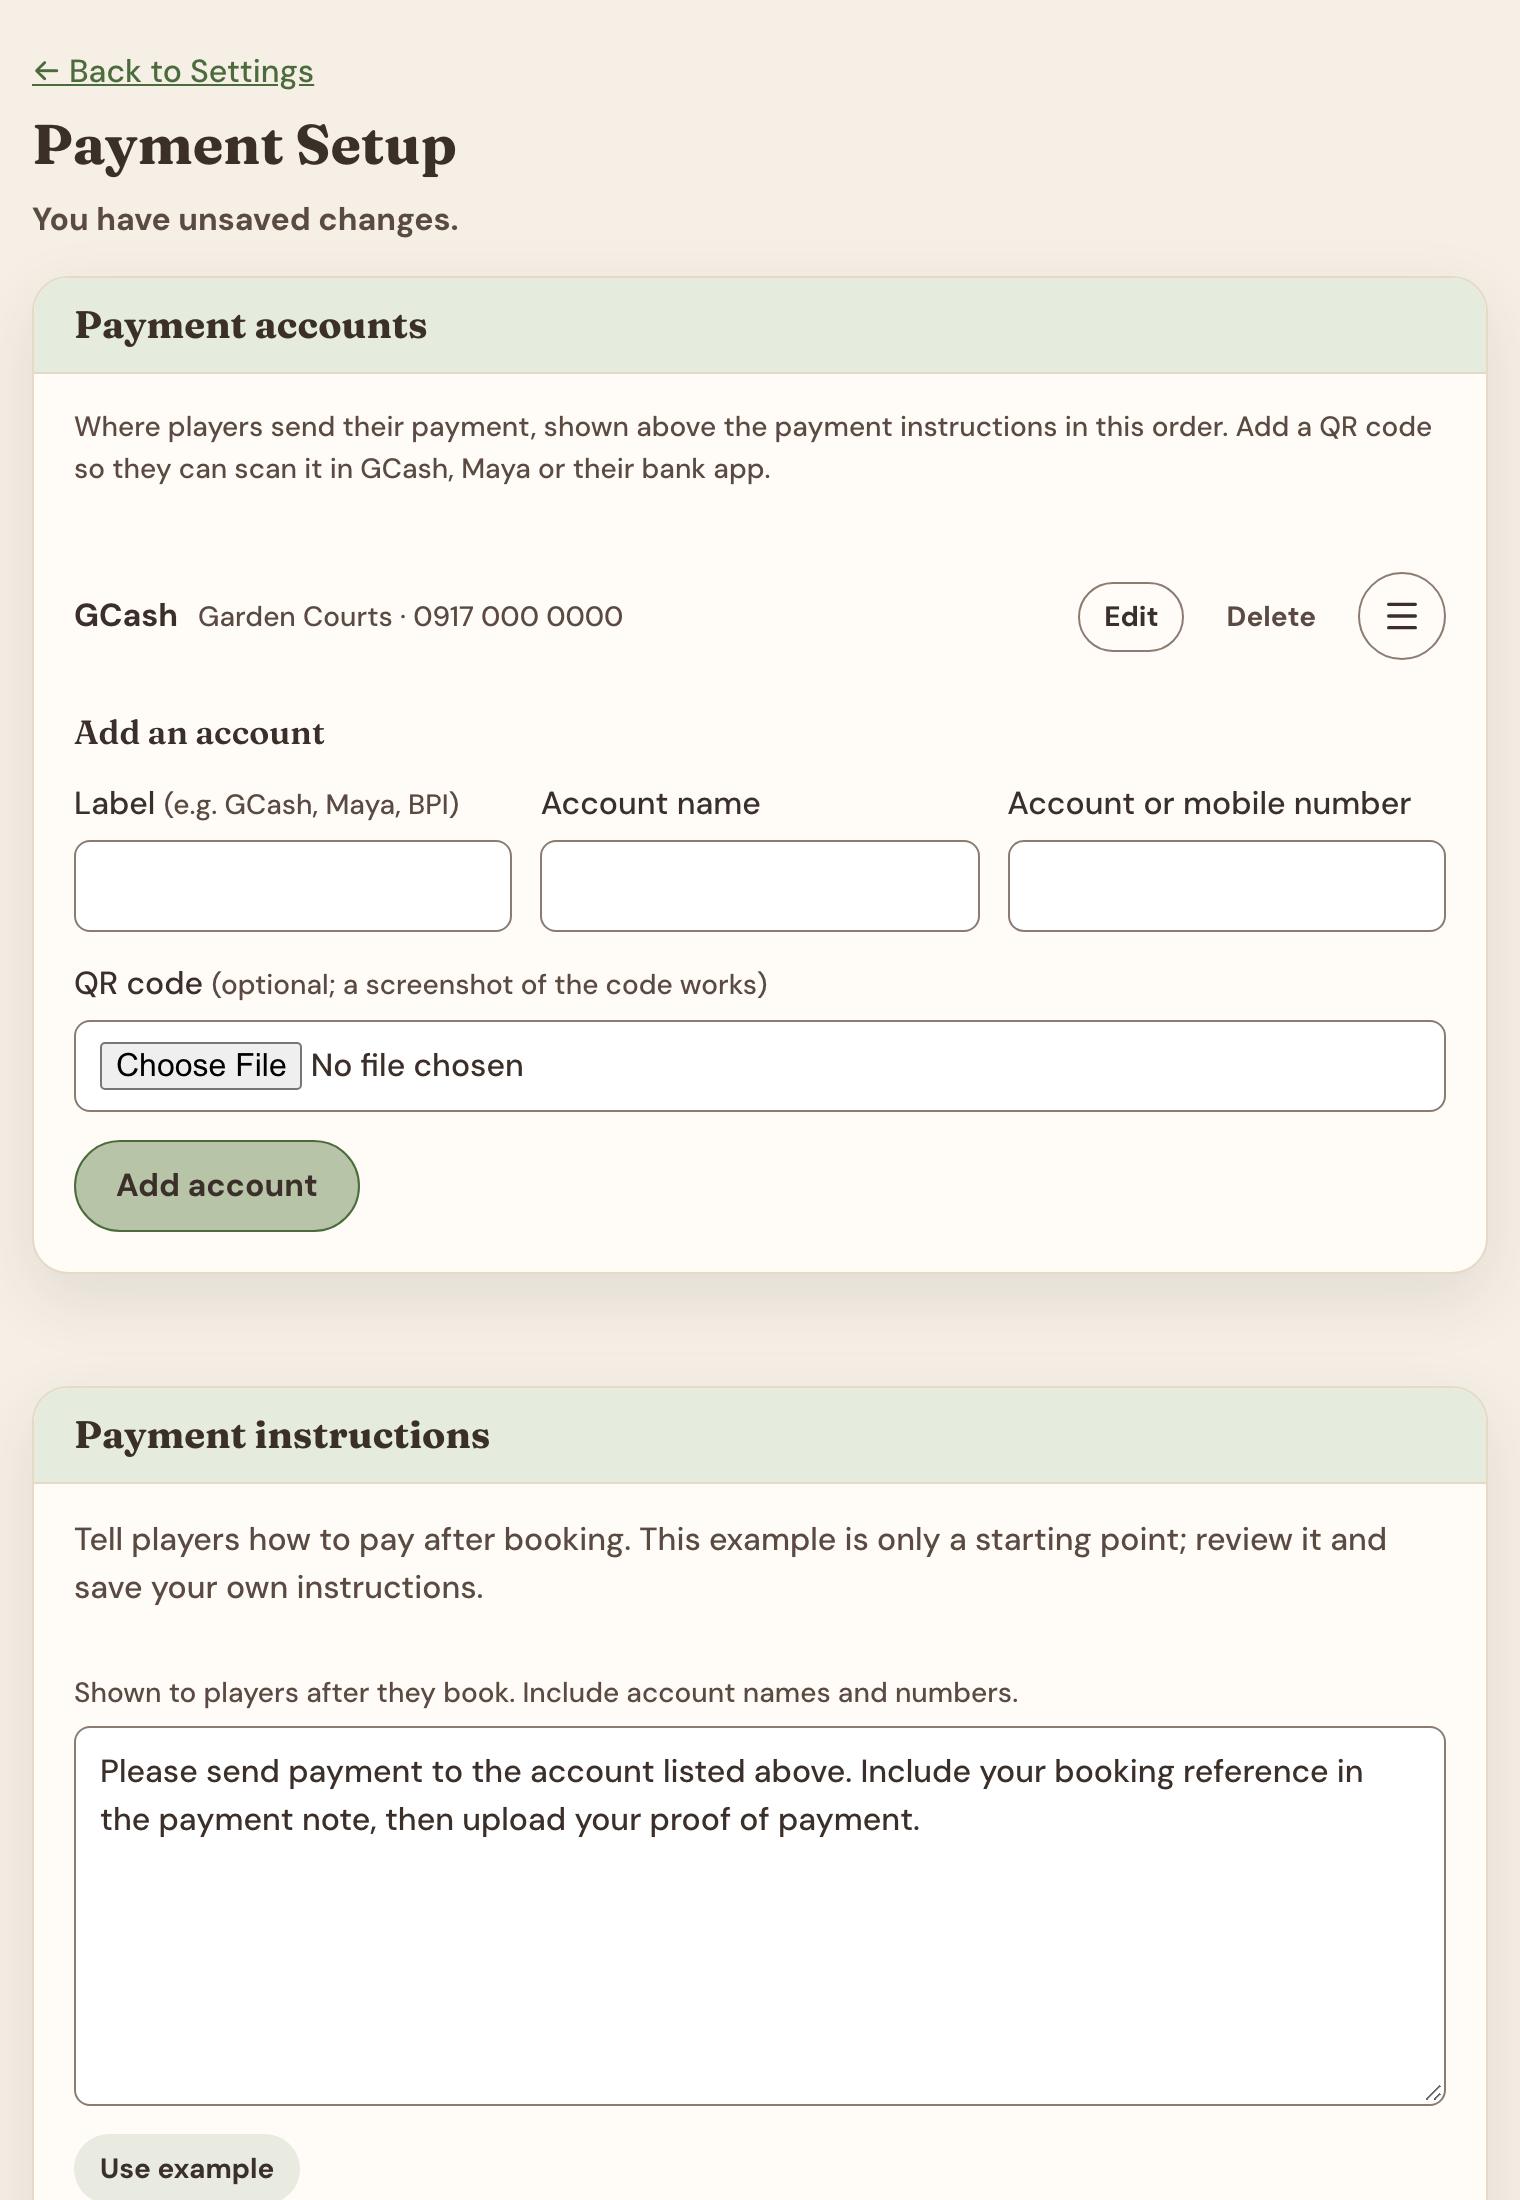 ← Back to Settings
Payment Setup
You have unsaved changes.
Payment accounts
Where players send their payment, shown above the payment instructions in this order. Add a QR code
so they can scan it in GCash, Maya or their bank app.
GCash Garden Courts · 0917 000 0000 Edit Delete
Add an account
Label (e.g. GCash, Maya, BPI) Account name Account or mobile number
QR code (optional; a screenshot of the code works)
Choose File No file chosen
Add account
Payment instructions
Tell players how to pay after booking. This example is only a starting point; review it and
save your own instructions.
Shown to players after they book. Include account names and numbers.
Please send payment to the account listed above. Include your booking reference in
the payment note, then upload your proof of payment.
Use example